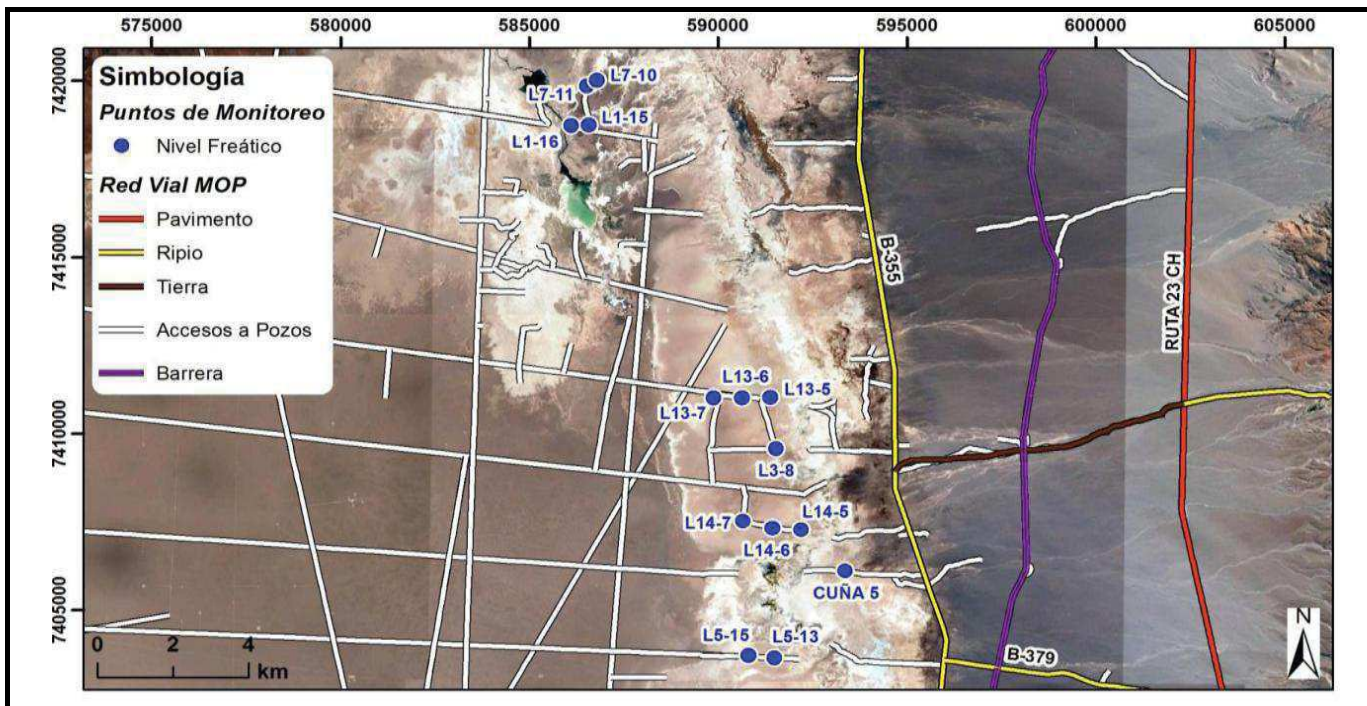 575000 580000 585000 590000 595000 600000 605000
7420000
7415000
7410000
7405000
Simbología
Puntos de Monitoreo
Nivel Freático
Red Vial MOP
Pavimento
Ripio
Tierra
Accesos a Pozos
Barrera
L7-10
L7-11
L1-15
L1-16
B-355
RUTA 23 CH
L13-6
L13-5
L13-7
L3-8
L14-7
L14-5
L14-6
CUÑA 5
L5-15
L5-13
B-379
0 2 4
km
N